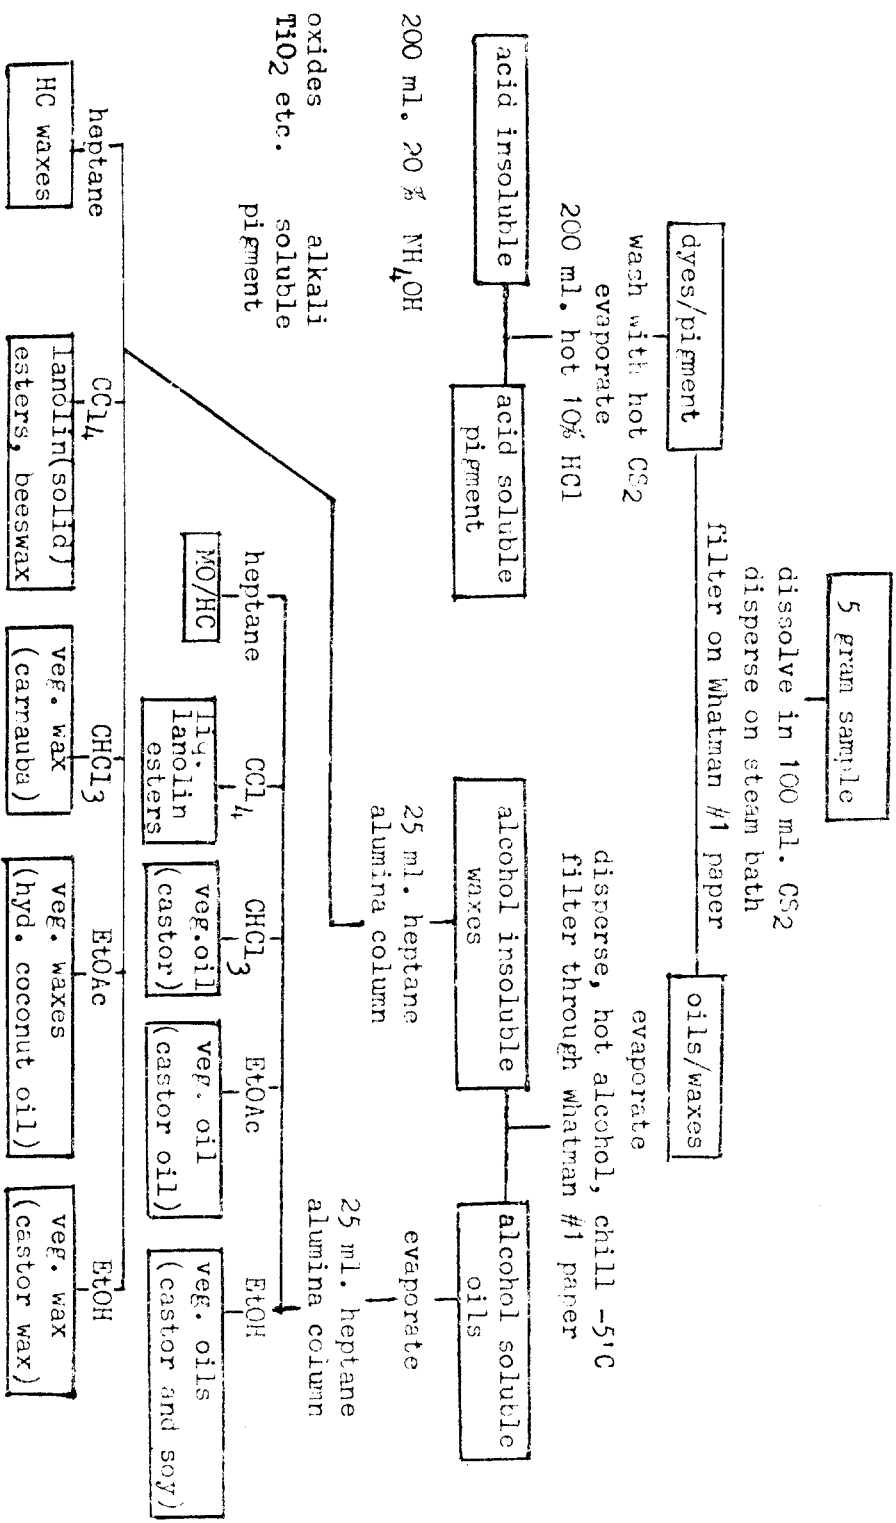 5 gram sample
dissolve in 100 ml. CS2
disperse on steam bath
filter on Whatman #1 paper
dyes/pigment
oils/waxes
wash with hot CS2
evaporate
200 ml. hot 10% HCl
evaporate
disperse, hot alcohol, chill -5'C
filter through Whatman #1 paper
acid insoluble
acid soluble
pigment
alcohol insoluble
waxes
alcohol soluble
oils
200 ml. 20 % NH4OH
25 ml. heptane
alumina column
evaporate
25 ml. heptane
alumina column
oxides
TiO2 etc.
alkali
soluble
pigment
heptane
CCl4
CHCl3
EtOAc
EtOH
MO/HC
liq.
lanolin
esters
veg.oil
(castor)
veg. oil
(castor oil)
veg. oils
(castor and soy)
heptane
CCl4
CHCl3
EtOAc
EtOH
HC waxes
lanolin(solid)
esters, beeswax
veg. wax
(carnauba)
veg. waxes
(hyd. coconut oil)
veg. wax
(castor wax)